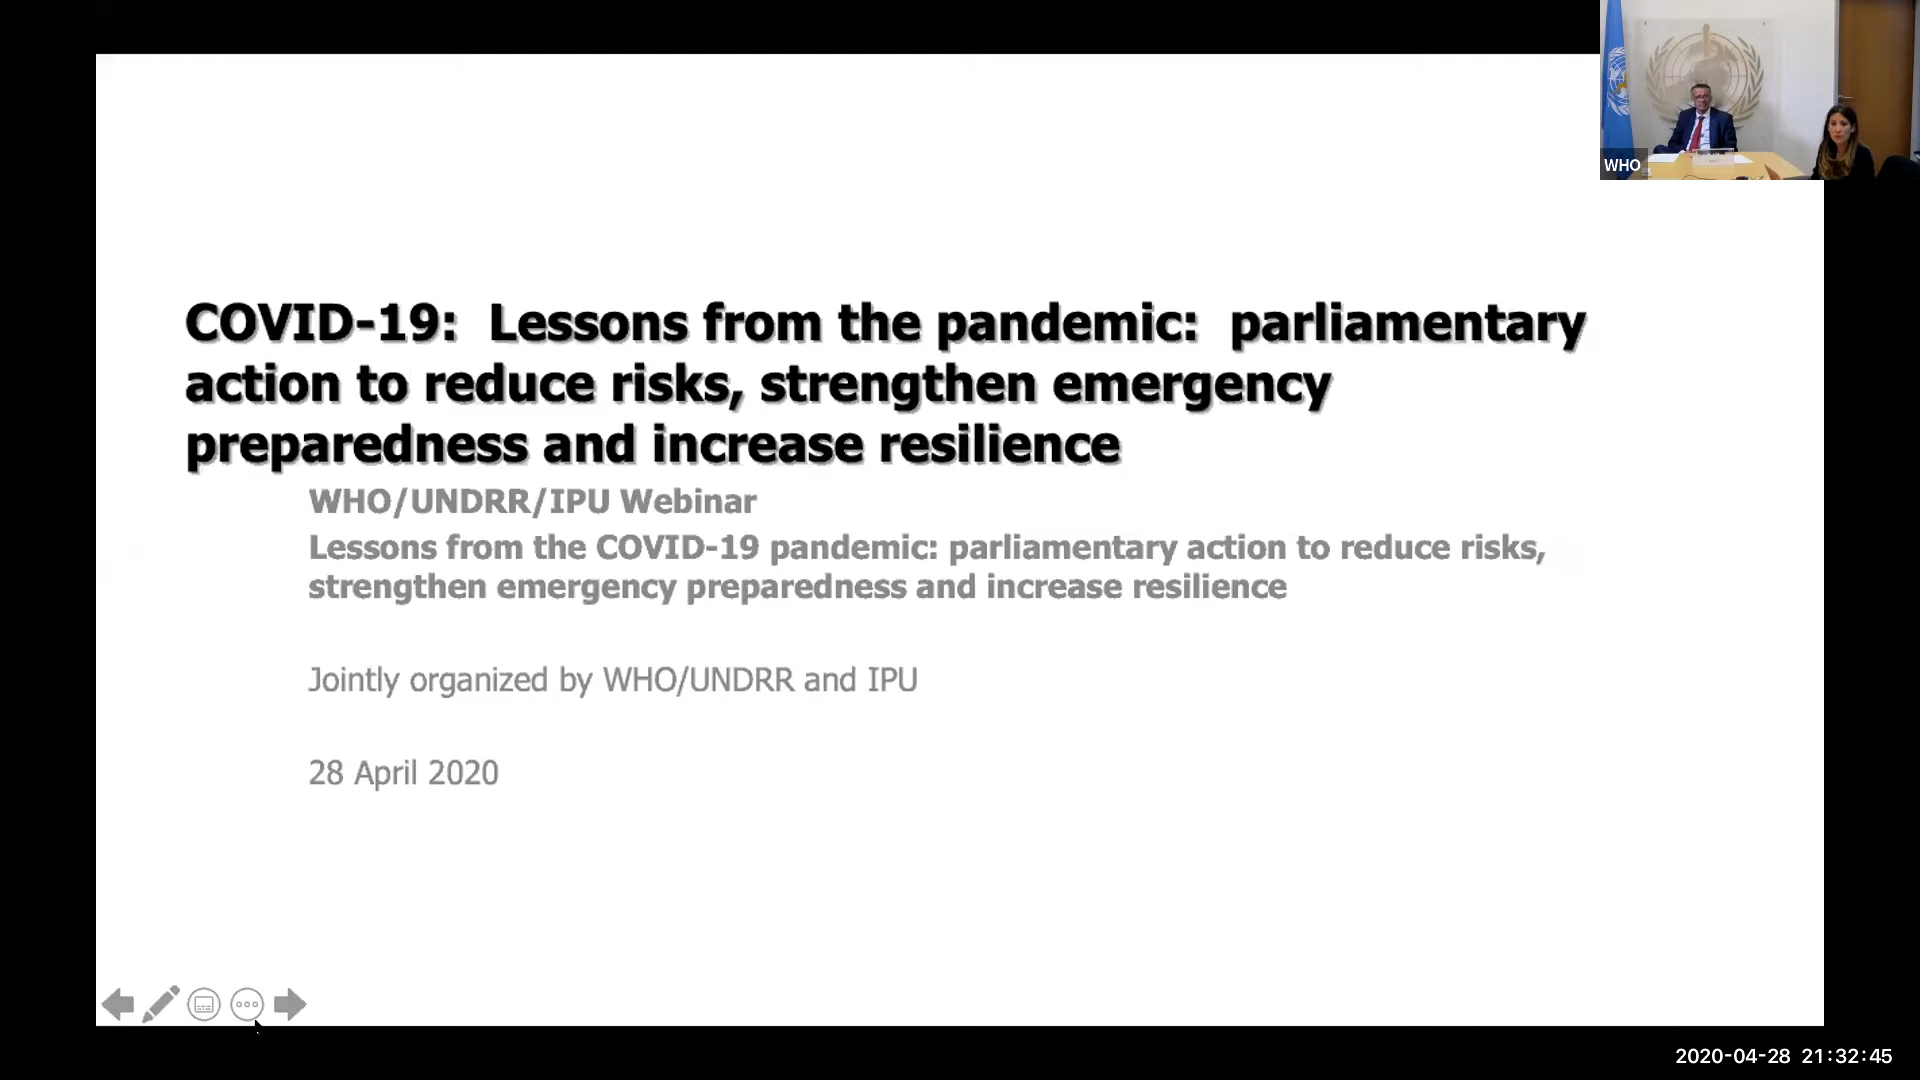 WHO
COVID-19:  Lessons from the pandemic:  parliamentary
action to reduce risks, strengthen emergency
preparedness and increase resilience
WHO/UNDRR/IPU Webinar
Lessons from the COVID-19 pandemic: parliamentary action to reduce risks,
strengthen emergency preparedness and increase resilience
Jointly organized by WHO/UNDRR and IPU
28 April 2020
2020-04-28 21:32:45